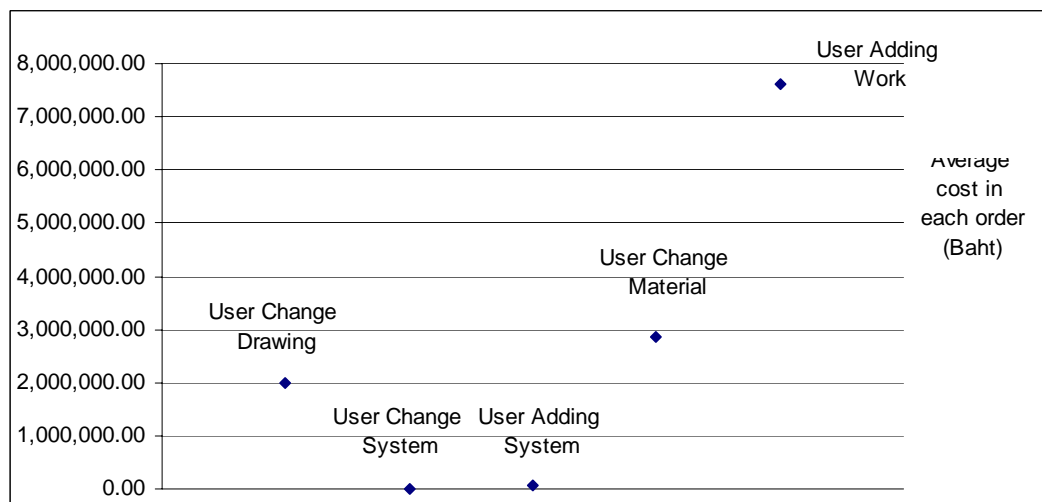 8,000,000.00
7,000,000.00
6,000,000.00
5,000,000.00
4,000,000.00
3,000,000.00
2,000,000.00
1,000,000.00
0.00
User Change
Drawing
User Change
System
User Adding
System
User Change
Material
User Adding
Work
Average
cost in
each order
(Baht)